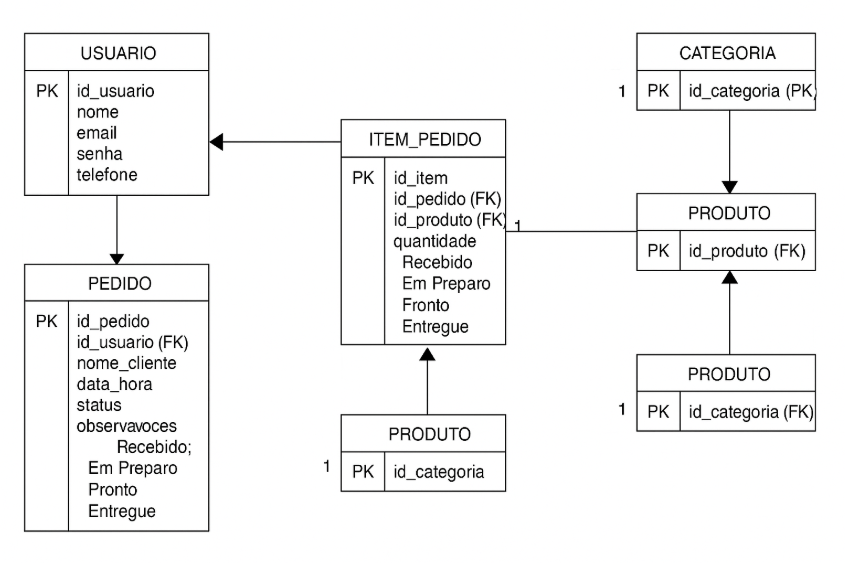 USUARIO
PK
id_usuario
nome
email
senha
telefone
PEDIDO
PK
id_pedido
id_usuario (FK)
nome_cliente
data_hora
status
observavoces
Recebido;
Em Preparo
Pronto
Entregue
ITEM_PEDIDO
PK
id_item
id_pedido (FK)
id_produto (FK)
1
quantidade
Recebido
Em Preparo
Fronto
Entregue
PRODUTO
1
PK
id_categoria
CATEGORIA
1
PK
id_categoria (PK)
PRODUTO
PK
id_produto (FK)
PRODUTO
1
PK
id_categoria (FK)